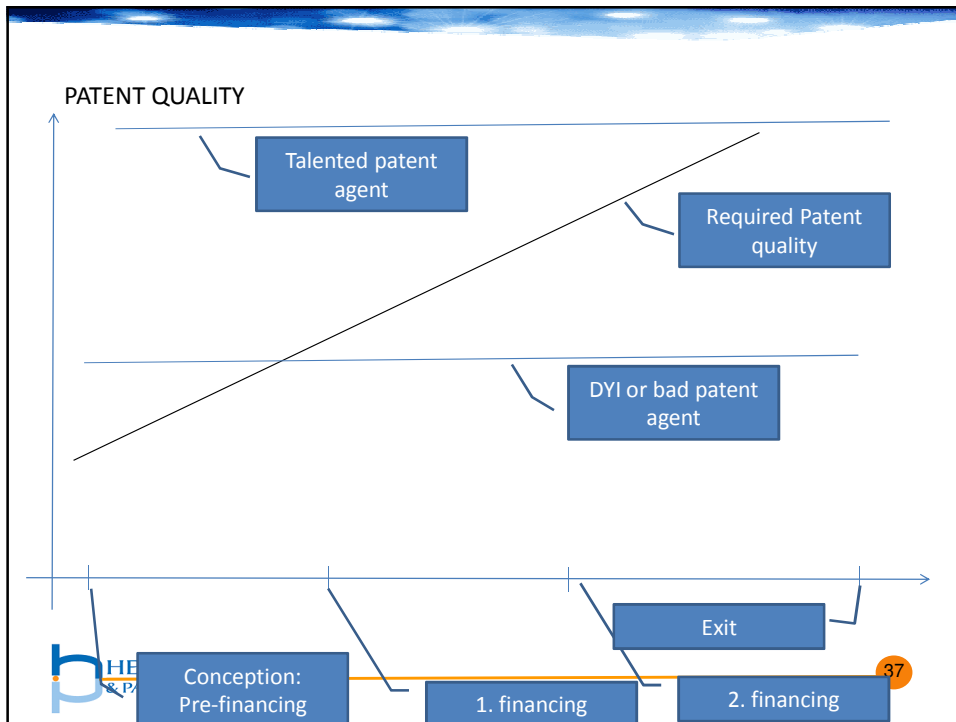 PATENT QUALITY
Talented patent
agent
Required Patent
quality
DYI or bad patent
agent
Exit
37
Conception:
Pre-financing
1. financing
2. financing